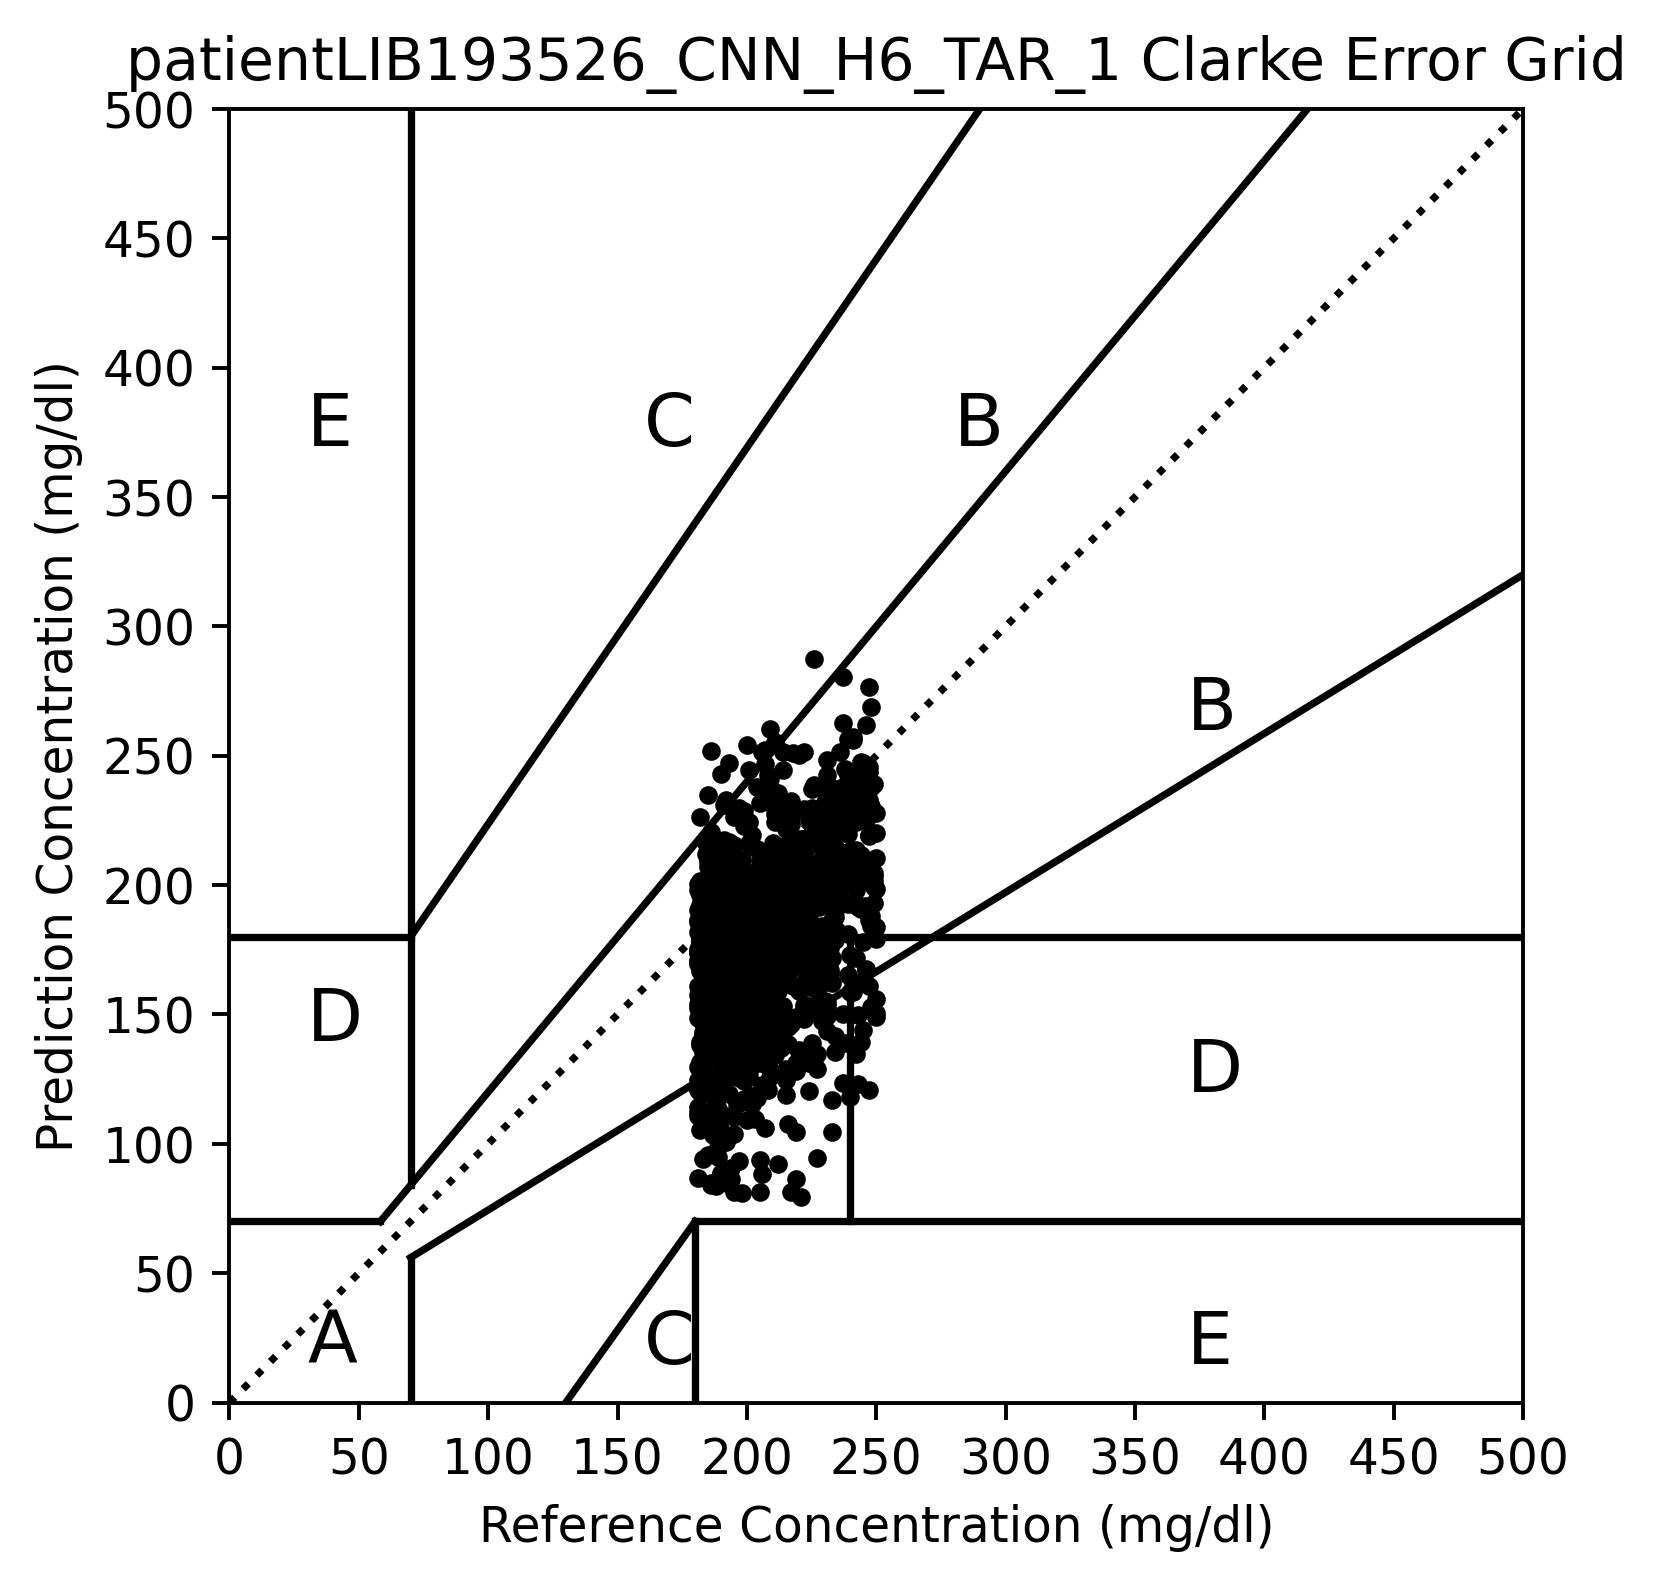 patientLIB193526_CNN_H6_TAR_1 Clarke Error Grid
500
450
400
350
300
250
200
150
100
50
0
Prediction Concentration (mg/dl)
E
C
B
B
D
D
A
C
E
0 50 100 150 200 250 300 350 400 450 500
Reference Concentration (mg/dl)